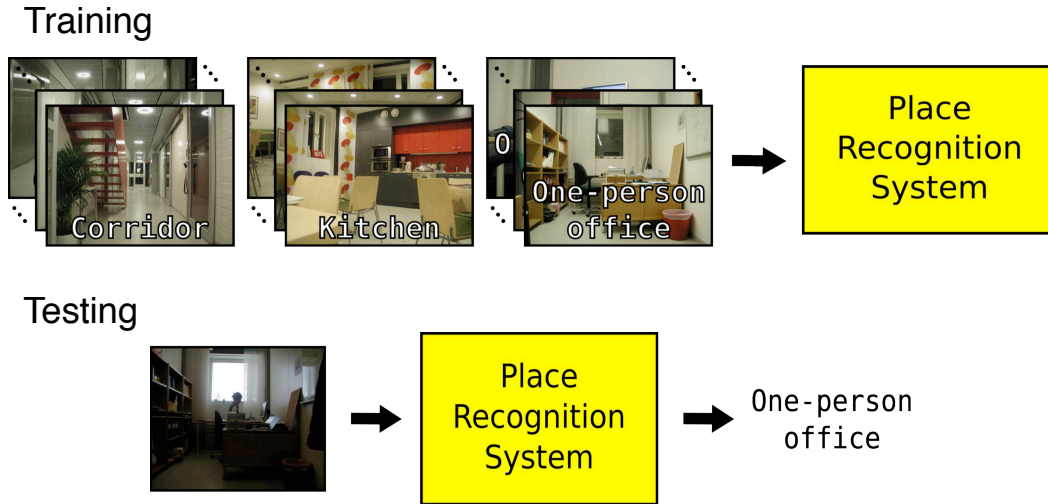 Training
Corridor
Kitchen
O
One-person
office
Place
Recognition
System
Testing
Place
Recognition
System
One-person
office